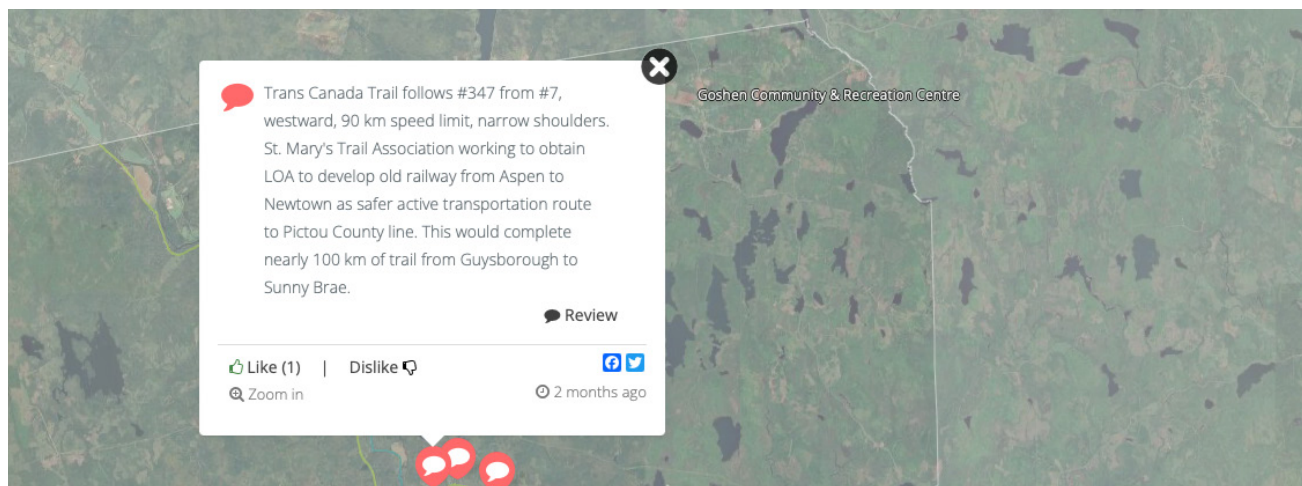 Trans Canada Trail follows #347 from #7,
westward, 90 km speed limit, narrow shoulders.
St. Mary's Trail Association working to obtain
LOA to develop old railway from Aspen to
Newtown as safer active transportation route
to Pictou County line. This would complete
nearly 100 km of trail from Guysborough to
Sunny Brae.
Review
Like (1) | Dislike
Zoom in
2 months ago
Goshen Community & Recreation Centre